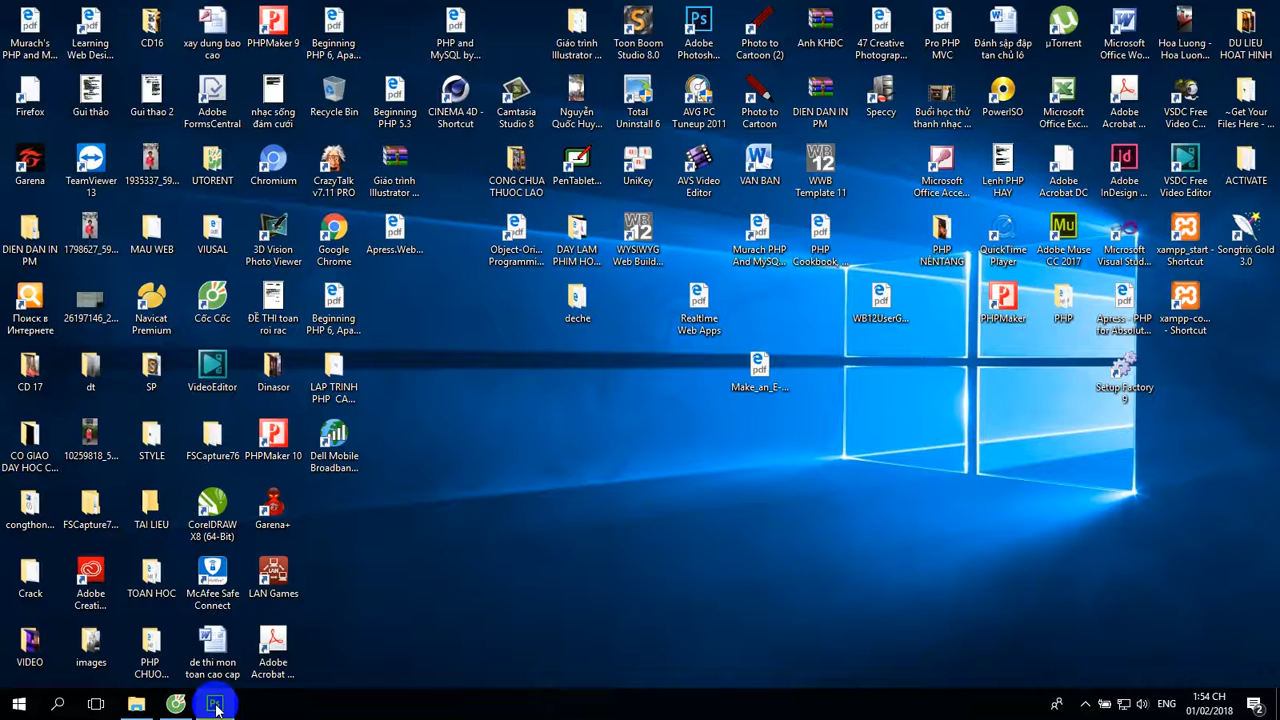 Murach's
PHP and M...
Learning
Web Desi...
CD16
xay dung bao
cao
PHPMaker 9
Beginning
PHP 6, Apa...
PHP and
MySQL by...
Giáo trình
Illustrator ...
Toon Boom
Studio 8.0
Adobe
Photosh...
Photo to
Cartoon (2)
Anh KHĐC
47 Creative
Photograp...
Pro PHP
MVC
Đánh sập đập
tan chủ lố
µTorrent
Microsoft
Office Wo...
Hoa Luong -
Hoa Luon...
DU LIEU
HOAT HINH
Firefox
Gui thảo
Gui thao 2
Adobe
FormsCentral
nhạc sống
đám cưới
Recycle Bin
Beginning
PHP 5.3
CINEMA 4D -
Shortcut
Camtasia
Studio 8
Nguyễn
Quốc Huy...
Total
Uninstall 6
AVG PC
Tuneup 2011
Photo to
Cartoon
DIEN DAN IN
PM
Speccy
Buổi học thứ
thanh nhạc ...
PowerISO
Microsoft
Office Exc...
Adobe
Acrobat ...
VSDC Free
Video C...
~Get Your
Files Here -...
Garena
TeamViewer
13
1935337_59...
UTORENT
Chromium
CrazyTalk
v7.11 PRO
Giáo trình
Illustrator ...
CONG CHUA
THUOC LAO
PenTablet...
UniKey
AVS Video
Editor
VAN BAN
WWB
Template 11
Microsoft
Office Acce...
Lenh PHP
HAY
Adobe
Acrobat DC
Adobe
InDesign ...
VSDC Free
Video Editor
ACTIVATE
DIEN DAN IN
PM
1798627_59...
MAU WEB
VIUSAL
3D Vision
Photo Viewer
Google
Chrome
Apress.Web...
Object-Ori...
Programmi...
DAY LAM
PHIM HO...
WYSIWYG
Web Build...
Murach PHP
And MySQ...
PHP
Cookbook, ...
PHP
NENTANG
QuickTime
Player
Adobe Muse
CC 2017
Microsoft
Visual Stud...
xampp_start -
Shortcut
Songtrix Gold
3.0
Поиск в
Интернете
26197146_2...
Navicat
Premium
Cốc Cốc
ĐỀ THI toan
roi rac
Beginning
PHP 6, Apa...
deche
Realtime
Web Apps
WB12UserG...
PHPMaker
PHP
Apress - PHP
for Absolut...
xampp-co...
- Shortcut
CD 17
dt
SP
VideoEditor
Dinasor
LAP TRINH
PHP CA...
Make_an_E-...
Setup Factory
9
CO GIAO
DAY HOC C...
10259818_5...
STYLE
FSCapture76
PHPMaker 10
Dell Mobile
Broadban...
congthon...
FSCapture7...
TAI LIEU
CorelDRAW
X8 (64-Bit)
Garena+
Crack
Adobe
Creati...
TOAN HOC
McAfee Safe
Connect
LAN Games
VIDEO
images
PHP
CHUO...
de thi mon
toan cao cap
Adobe
Acrobat ...
ENG
1:54 CH
01/02/2018